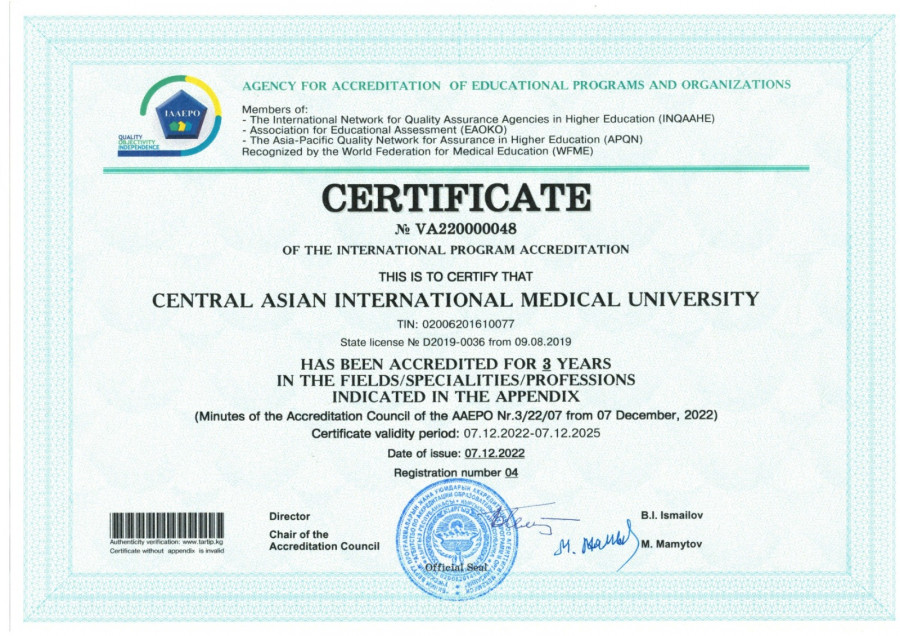 IAAEPO
QUALITY
OBJECTIVITY
INDEPENDENCE
AGENCY FOR ACCREDITATION OF EDUCATIONAL PROGRAMS AND ORGANIZATIONS
Members of:
- The International Network for Quality Assurance Agencies in Higher Education (INQAAHE)
- Association for Educational Assessment (EAOKO)
- The Asia-Pacific Quality Network for Assurance in Higher Education (APQN)
Recognized by the World Federation for Medical Education (WFME)
CERTIFICATE
№ VA220000048
OF THE INTERNATIONAL PROGRAM ACCREDITATION
THIS IS TO CERTIFY THAT
CENTRAL ASIAN INTERNATIONAL MEDICAL UNIVERSITY
TIN: 02006201610077
State license № D2019-0036 from 09.08.2019
HAS BEEN ACCREDITED FOR 3 YEARS
IN THE FIELDS/SPECIALITIES/PROFESSIONS
INDICATED IN THE APPENDIX
(Minutes of the Accreditation Council of the AAEPO Nr.3/22/07 from 07 December, 2022)
Certificate validity period: 07.12.2022-07.12.2025
Date of issue: 07.12.2022
Registration number 04
Director
B.I. Ismailov
Chair of the
Accreditation Council
M. Mamytov
Official Seal
Authenticity verification: www.tartip.kg
Certificate without appendix is invalid